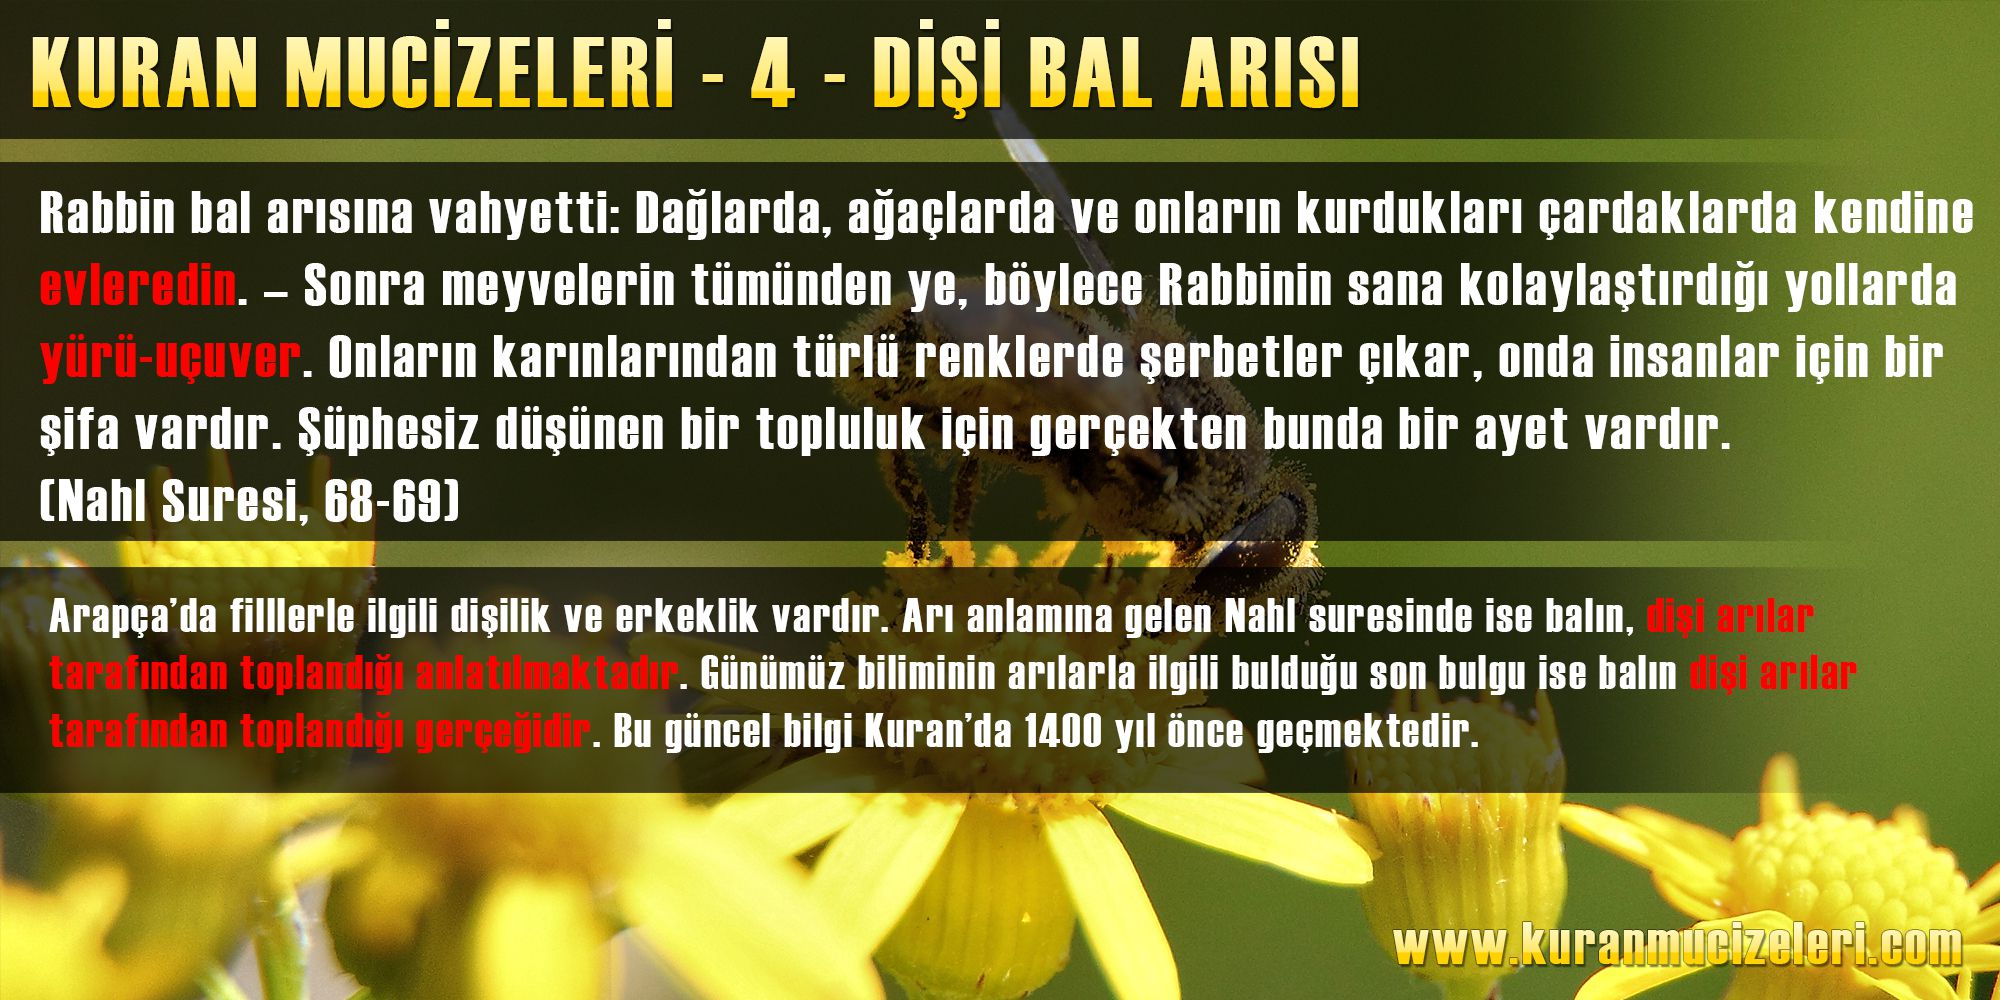 KURAN MUCİZELERİ - 4 - DİŞİ BAL ARISI
Rabbin bal arısına vahyetti: Dağlarda, ağaçlarda ve onların kurdukları çardaklarda kendine
evleredin. – Sonra meyvelerin tümünden ye, böylece Rabbinin sana kolaylaştırdığı yollarda
yürü-uçuver. Onların karınlarından türlü renklerde şerbetler çıkar, onda insanlar için bir
şifa vardır. Şüphesiz düşünen bir topluluk için gerçekten bunda bir ayet vardır.
(Nahl Suresi, 68-69)
Arapça’da filllerle ilgili dişilik ve erkeklik vardır. Arı anlamına gelen Nahl suresinde ise balın, dişi arılar
tarafından toplandığı anlatılmaktadır. Günümüz biliminin arılarla ilgili bulduğu son bulgu ise balın dişi arılar
tarafından toplandığı gerçeğidir. Bu güncel bilgi Kuran’da 1400 yıl önce geçmektedir.
www.kuranmucizeleri.com